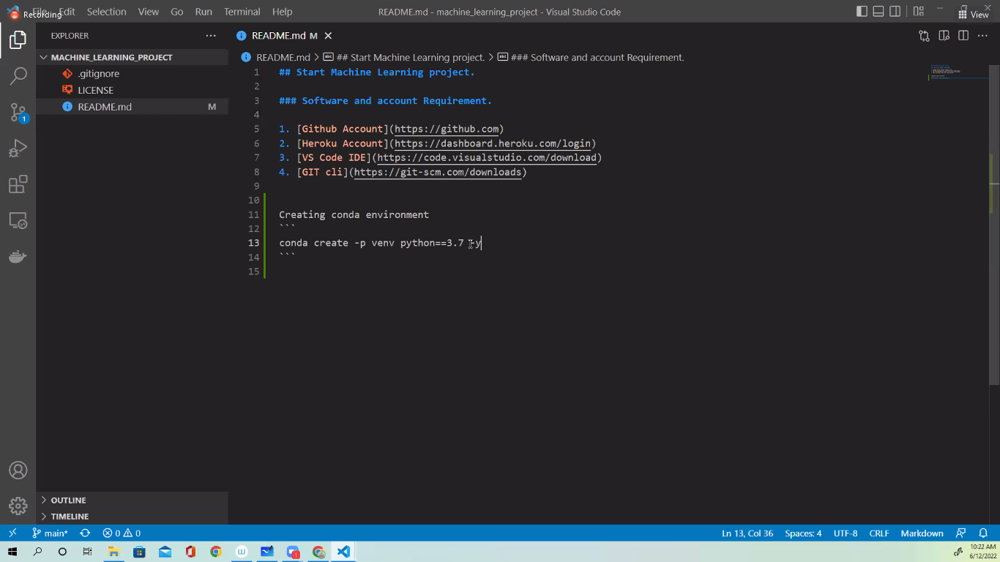 Recording
File Edit Selection View Go Run Terminal Help
README.md - machine_learning_project - Visual Studio Code
View
EXPLORER
README.md M
MACHINE_LEARNING_PROJECT
README.md > ## Start Machine Learning project. > ### Software and account Requirement.
.gitignore
LICENSE
README.md M
1 ## Start Machine Learning project.
2
3 ### Software and account Requirement.
4
5 1. [Github Account](https://github.com)
6 2. [Heroku Account](https://dashboard.heroku.com/login)
7 3. [VS Code IDE](https://code.visualstudio.com/download)
8 4. [GIT cli](https://git-scm.com/downloads)
9
10
11 Creating conda environment
12 ```
13 conda create -p venv python==3.7 -y
14 ```
15
1
OUTLINE
TIMELINE
main* 0 0
Ln 13, Col 36 Spaces: 4 UTF-8 CRLF Markdown
1
10:22 AM
6/12/2022